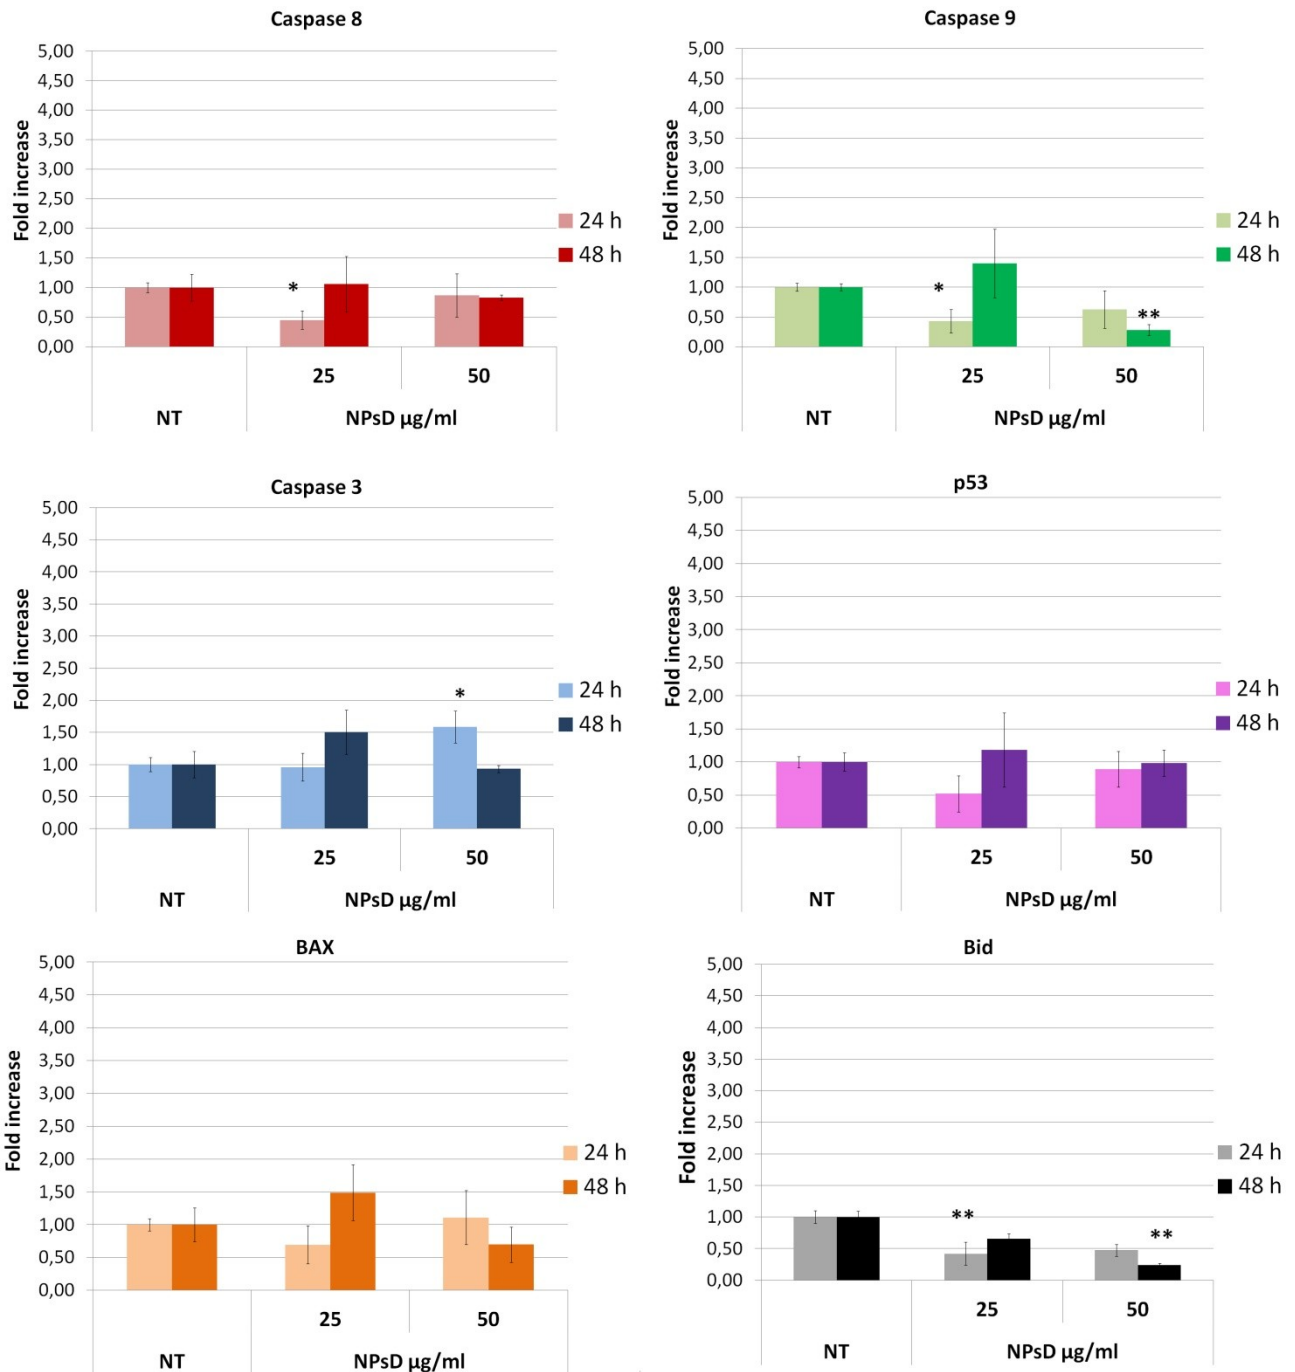 Caspase 8
5,00
4,50
4,00
3,50
3,00
2,50
2,00
1,50
1,00
0,50
0,00
Fold increase
*
24 h
48 h
25
50
NT
NPsD µg/ml
Caspase 9
5,00
4,50
4,00
3,50
3,00
2,50
2,00
1,50
1,00
0,50
0,00
Fold increase
*
**
24 h
48 h
25
50
NT
NPsD µg/ml
Caspase 3
5,00
4,50
4,00
3,50
3,00
2,50
2,00
1,50
1,00
0,50
0,00
Fold increase
*
24 h
48 h
25
50
NT
NPsD µg/ml
p53
5,00
4,50
4,00
3,50
3,00
2,50
2,00
1,50
1,00
0,50
0,00
Fold increase
24 h
48 h
25
50
NT
NPsD µg/ml
BAX
5,00
4,50
4,00
3,50
3,00
2,50
2,00
1,50
1,00
0,50
0,00
Fold increase
24 h
48 h
25
50
NT
NPsD µg/ml
Bid
5,00
4,50
4,00
3,50
3,00
2,50
2,00
1,50
1,00
0,50
0,00
Fold increase
**
**
24 h
48 h
25
50
NT
NPsD µg/ml